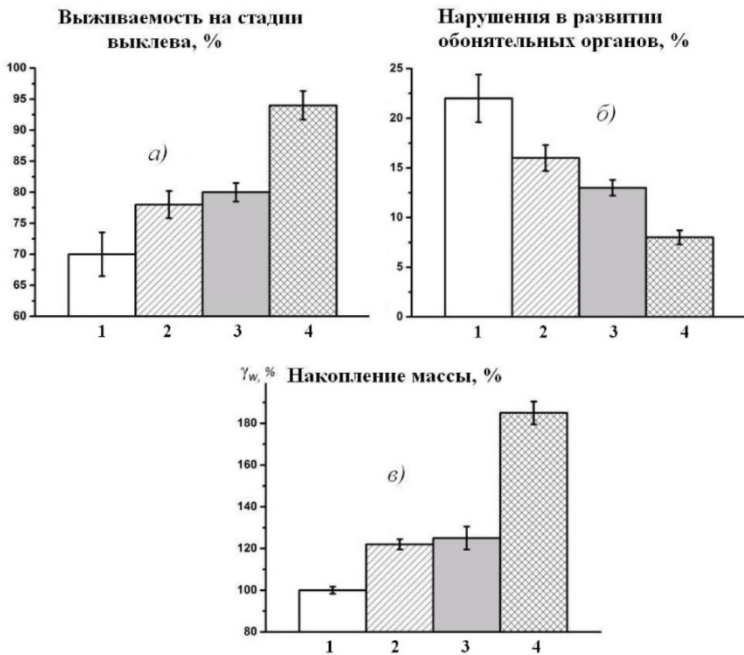 Выживаемость на стадии
выклева, %
100
95
90
85
80
75
70
65
60
а)
1 2 3 4
Нарушения в развитии
обонятельных органов, %
25
20
15
10
5
0
б)
1 2 3 4
γw, % Накопление массы, %
180
160
140
120
100
80
в)
1 2 3 4